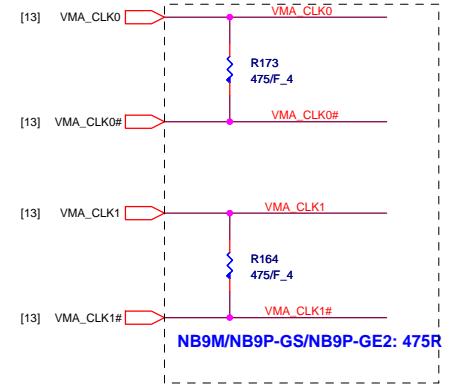 [13] VMA_CLK0 VMA_CLK0
R173
475/F_4
[13] VMA_CLK0# VMA_CLK0#
[13] VMA_CLK1 VMA_CLK1
R164
475/F_4
[13] VMA_CLK1# VMA_CLK1#
NB9M/NB9P-GS/NB9P-GE2: 475R